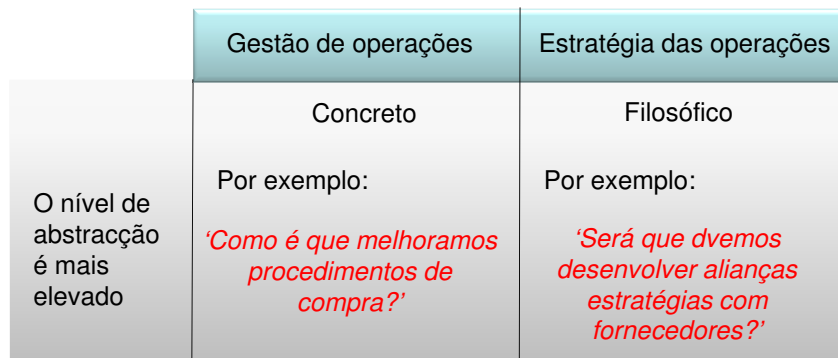 Gestão de operações
Estratégia das operações
O nível de
abstracção
é mais
elevado
Concreto
Por exemplo:
‘Como é que melhoramos
procedimentos de
compra?’
Filosófico
Por exemplo:
‘Será que dvemos
desenvolver alianças
estratégias com
fornecedores?’